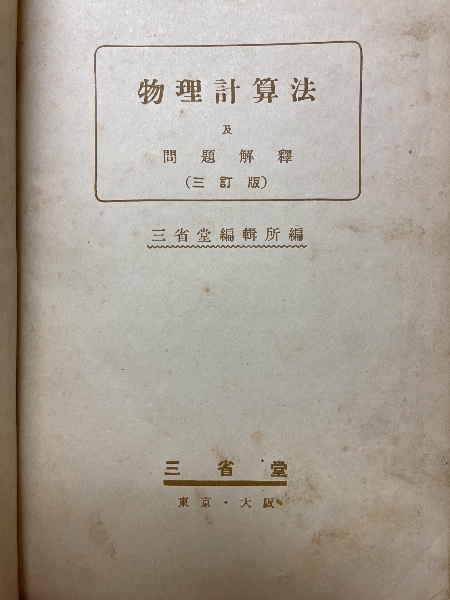 物理計算法
及
問題解釋
(三訂版)
三省堂編輯所編
三省堂
東京・大阪